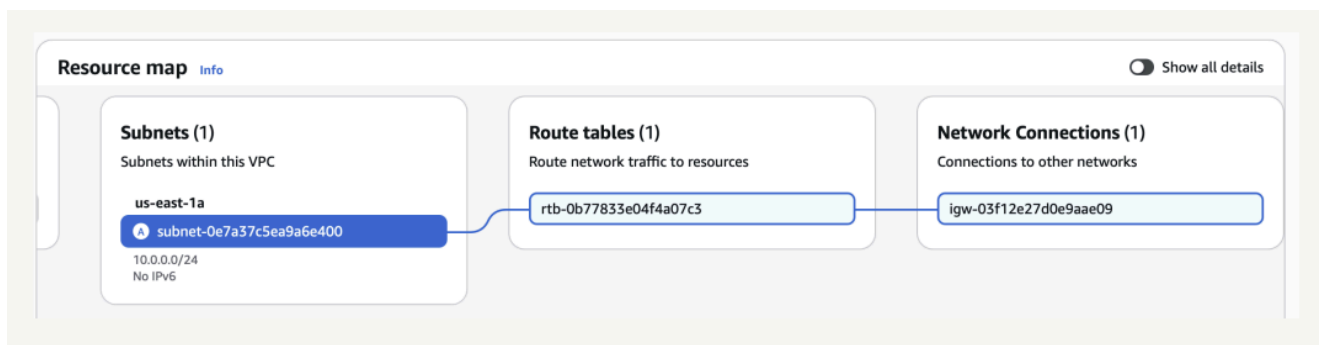 Resource map Info
Show all details
Subnets (1)
Subnets within this VPC
us-east-1a
A subnet-0e7a37c5ea9a6e400
10.0.0.0/24
No IPv6
Route tables (1)
Route network traffic to resources
rtb-0b77833e04f4a07c3
Network Connections (1)
Connections to other networks
igw-03f12e27d0e9aae09